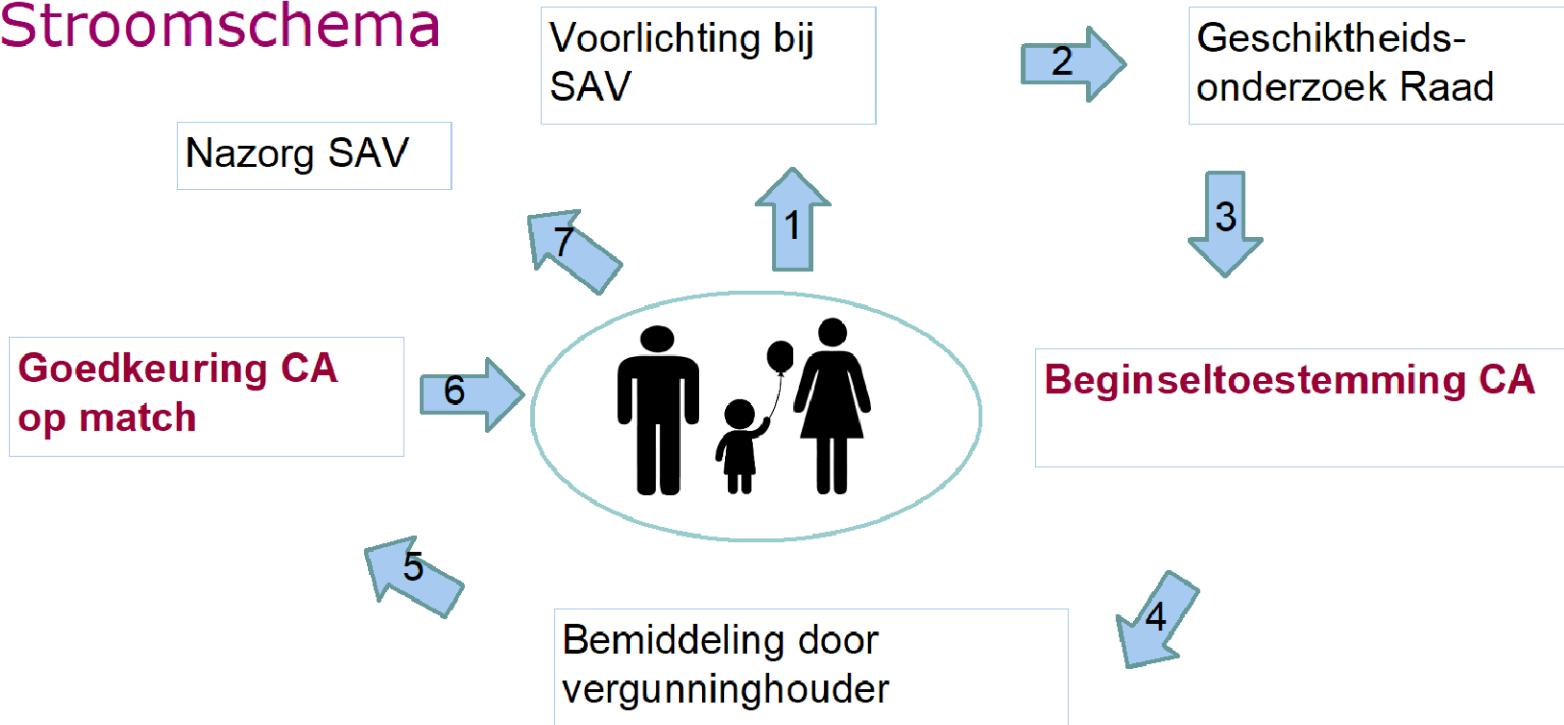 Stroomschema
Voorlichting bij
SAV
2
Geschiktheids-
onderzoek Raad
Nazorg SAV
7
1
3
Goedkeuring CA
op match
6
Beginseltoestemming CA
5
4
Bemiddeling door
vergunninghouder